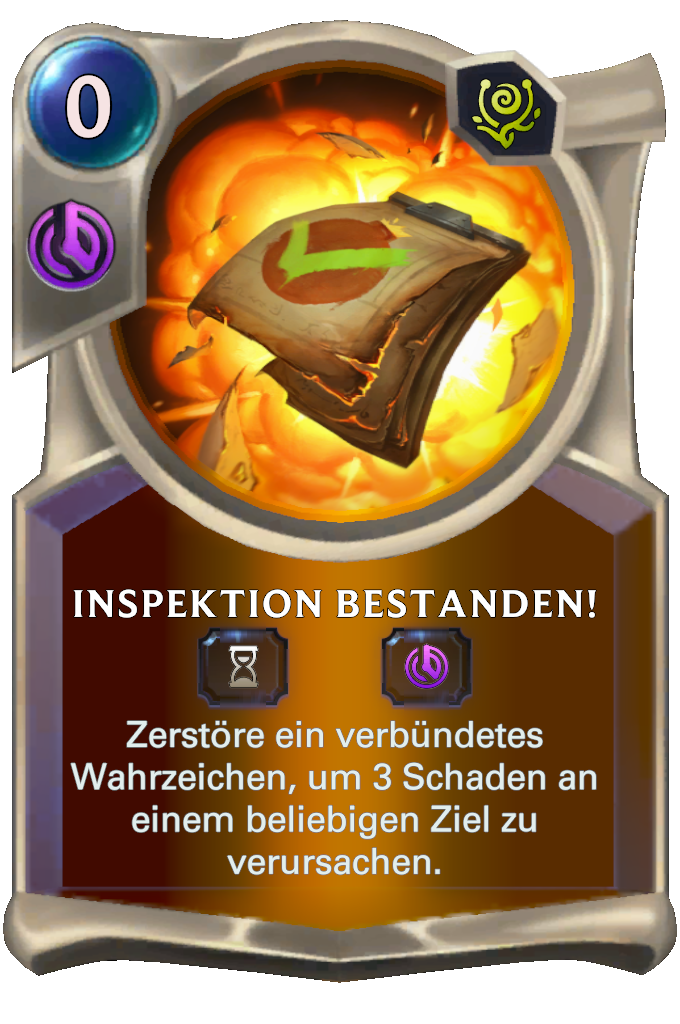 0
INSPEKTION BESTANDEN!
Zerstöre ein verbündetes
Wahrzeichen, um 3 Schaden an
einem beliebigen Ziel zu
verursachen.